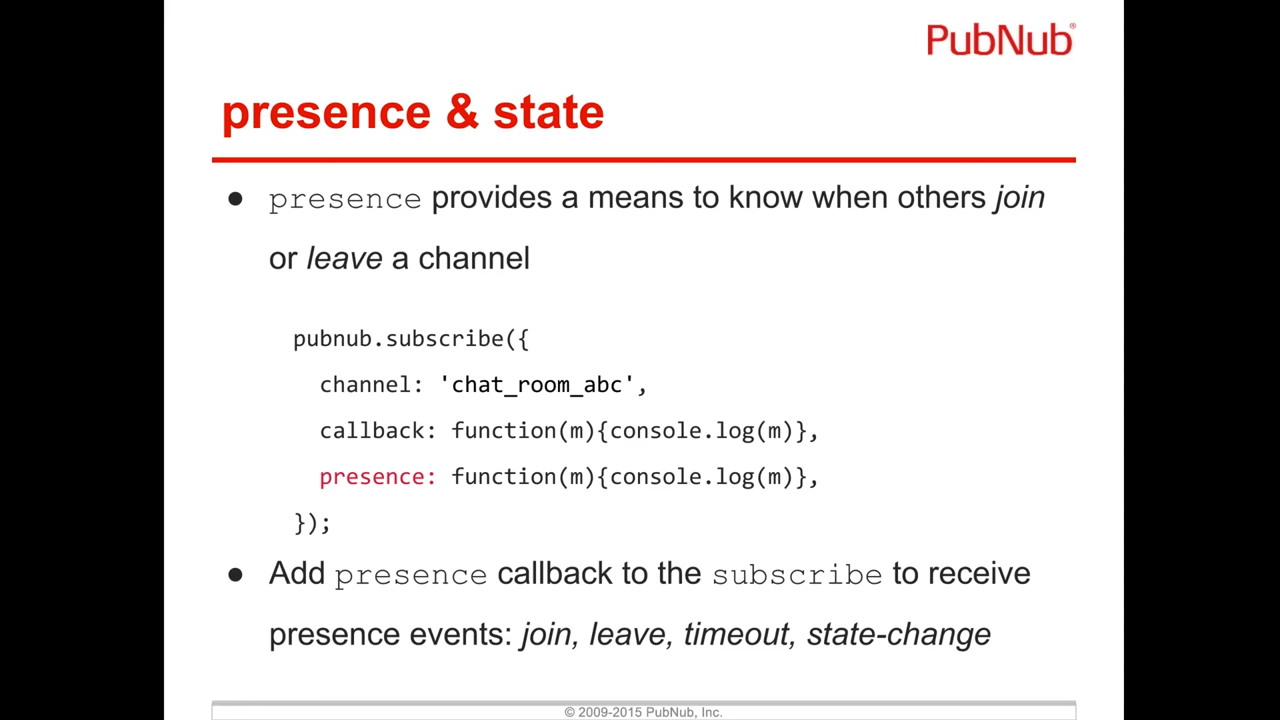 PubNub®
presence & state
● presence provides a means to know when others join
or leave a channel
pubnub.subscribe({
channel: 'chat_room_abc',
callback: function(m){console.log(m)},
presence: function(m){console.log(m)},
});
● Add presence callback to the subscribe to receive
presence events: join, leave, timeout, state-change
© 2009-2015 PubNub, Inc.